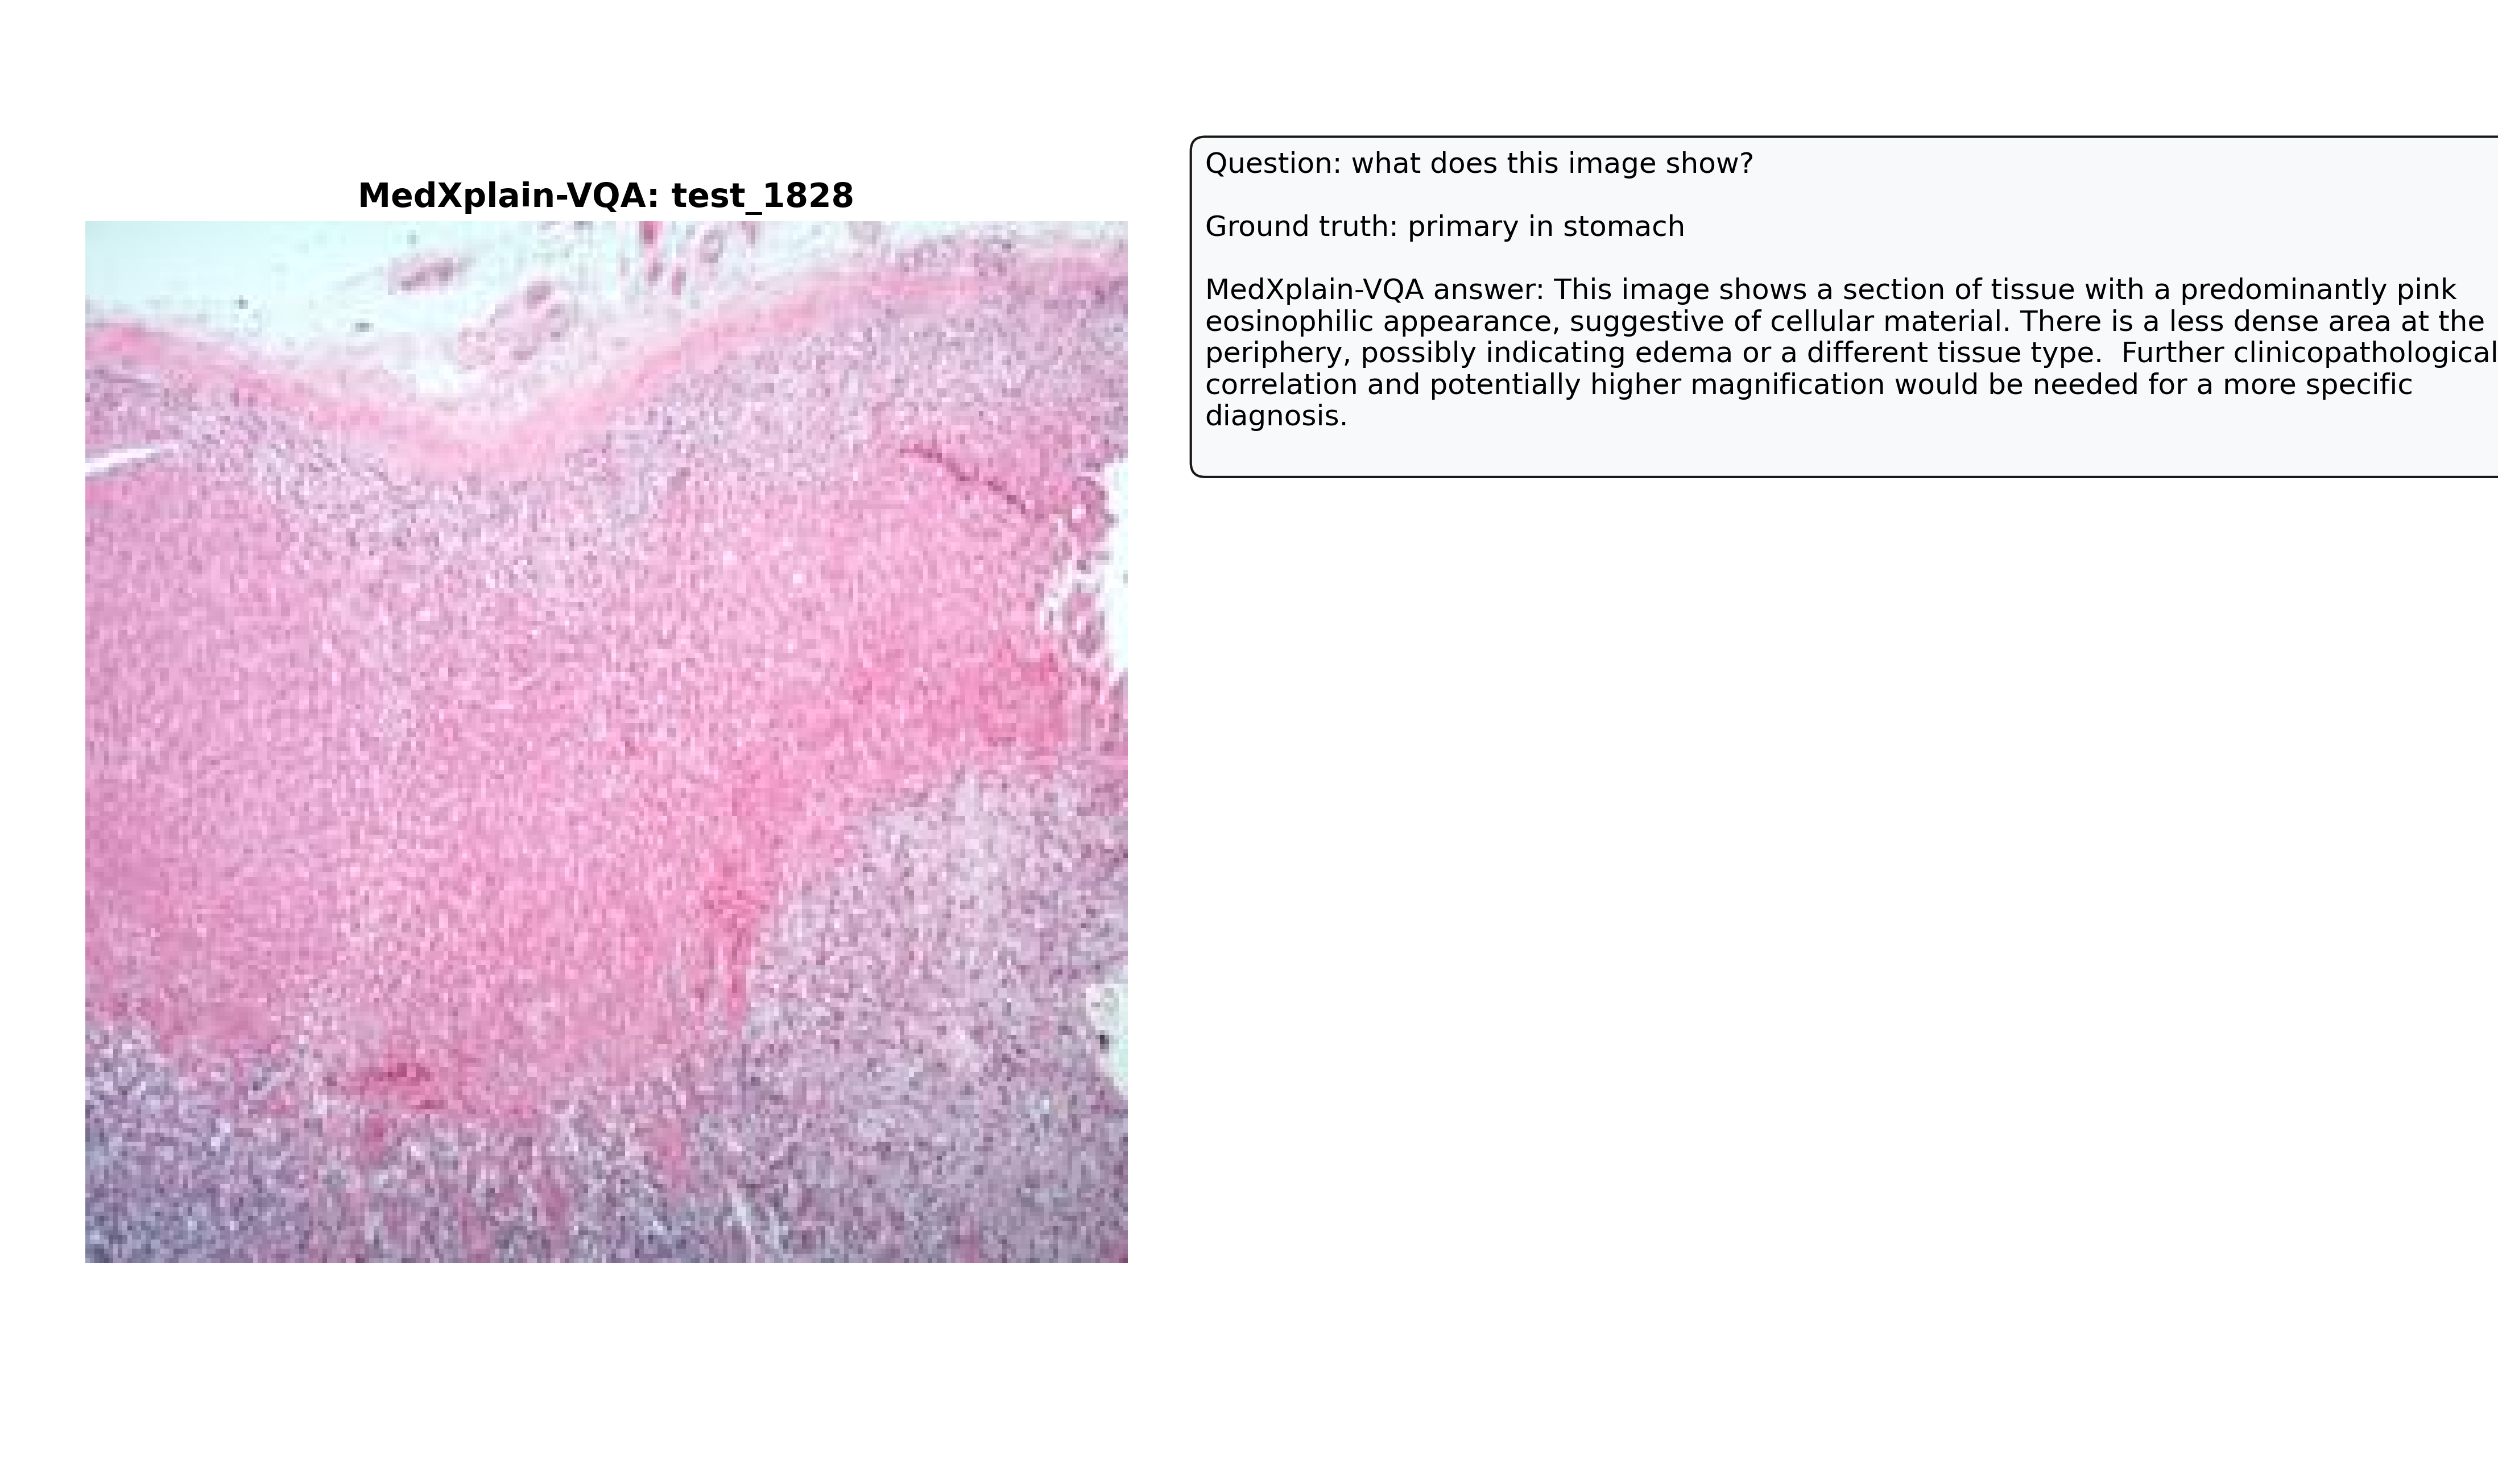 MedXplain-VQA: test_1828
Question: what does this image show?
Ground truth: primary in stomach
MedXplain-VQA answer: This image shows a section of tissue with a predominantly pink
eosinophilic appearance, suggestive of cellular material. There is a less dense area at the
periphery, possibly indicating edema or a different tissue type.  Further clinicopathological
correlation and potentially higher magnification would be needed for a more specific
diagnosis.